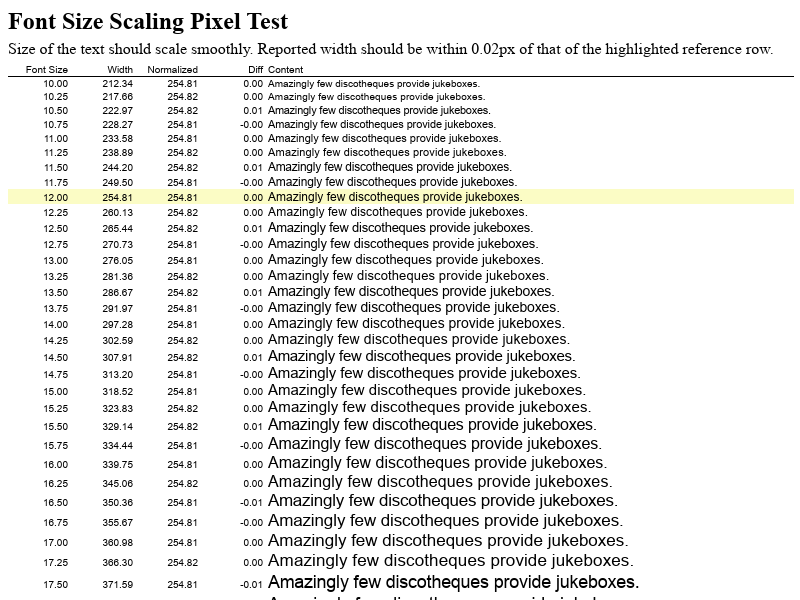 Font Size Scaling Pixel Test
Size of the text should scale smoothly. Reported width should be within 0.02px of that of the highlighted reference row.
Font Size Width Normalized Diff Content
10.00 212.34 254.81 0.00 Amazingly few discotheques provide jukeboxes.
10.25 217.66 254.82 0.00 Amazingly few discotheques provide jukeboxes.
10.50 222.97 254.82 0.01 Amazingly few discotheques provide jukeboxes.
10.75 228.27 254.81 -0.00 Amazingly few discotheques provide jukeboxes.
11.00 233.58 254.81 0.00 Amazingly few discotheques provide jukeboxes.
11.25 238.89 254.82 0.00 Amazingly few discotheques provide jukeboxes.
11.50 244.20 254.82 0.01 Amazingly few discotheques provide jukeboxes.
11.75 249.50 254.81 -0.00 Amazingly few discotheques provide jukeboxes.
12.00 254.81 254.81 0.00 Amazingly few discotheques provide jukeboxes.
12.25 260.13 254.82 0.00 Amazingly few discotheques provide jukeboxes.
12.50 265.44 254.82 0.01 Amazingly few discotheques provide jukeboxes.
12.75 270.73 254.81 -0.00 Amazingly few discotheques provide jukeboxes.
13.00 276.05 254.81 0.00 Amazingly few discotheques provide jukeboxes.
13.25 281.36 254.82 0.00 Amazingly few discotheques provide jukeboxes.
13.50 286.67 254.82 0.01 Amazingly few discotheques provide jukeboxes.
13.75 291.97 254.81 -0.00 Amazingly few discotheques provide jukeboxes.
14.00 297.28 254.81 0.00 Amazingly few discotheques provide jukeboxes.
14.25 302.59 254.82 0.00 Amazingly few discotheques provide jukeboxes.
14.50 307.91 254.82 0.01 Amazingly few discotheques provide jukeboxes.
14.75 313.20 254.81 -0.00 Amazingly few discotheques provide jukeboxes.
15.00 318.52 254.81 0.00 Amazingly few discotheques provide jukeboxes.
15.25 323.83 254.82 0.00 Amazingly few discotheques provide jukeboxes.
15.50 329.14 254.82 0.01 Amazingly few discotheques provide jukeboxes.
15.75 334.44 254.81 -0.00 Amazingly few discotheques provide jukeboxes.
16.00 339.75 254.81 0.00 Amazingly few discotheques provide jukeboxes.
16.25 345.06 254.82 0.00 Amazingly few discotheques provide jukeboxes.
16.50 350.36 254.81 -0.01 Amazingly few discotheques provide jukeboxes.
16.75 355.67 254.81 -0.00 Amazingly few discotheques provide jukeboxes.
17.00 360.98 254.81 0.00 Amazingly few discotheques provide jukeboxes.
17.25 366.30 254.82 0.00 Amazingly few discotheques provide jukeboxes.
17.50 371.59 254.81 -0.01 Amazingly few discotheques provide jukeboxes.